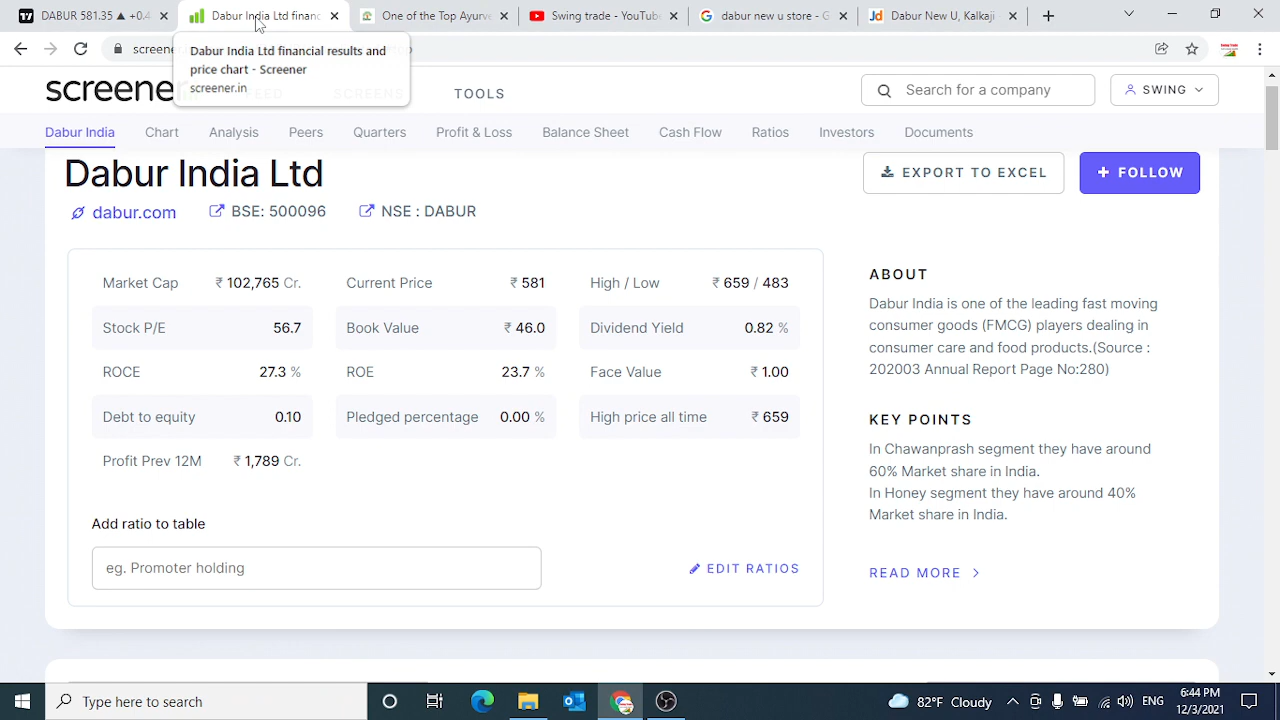 DABUR 581.35 ▲ +0.4
Dabur India Ltd financ
One of the Top Ayurve
Swing trade - YouTube
dabur new u store - G
Dabur New U, Kalkaji
Dabur India Ltd financial results and
price chart - Screener
screener.in
screene
screener
FEED
SCREENS
TOOLS
Search for a company
SWING
Dabur India
Chart
Analysis
Peers
Quarters
Profit & Loss
Balance Sheet
Cash Flow
Ratios
Investors
Documents
Dabur India Ltd
EXPORT TO EXCEL
+ FOLLOW
dabur.com
BSE: 500096
NSE : DABUR
Market Cap ₹ 102,765 Cr.
Current Price ₹ 581
High / Low ₹ 659 / 483
Stock P/E 56.7
Book Value ₹ 46.0
Dividend Yield 0.82 %
ROCE 27.3 %
ROE 23.7 %
Face Value ₹ 1.00
Debt to equity 0.10
Pledged percentage 0.00 %
High price all time ₹ 659
Profit Prev 12M ₹ 1,789 Cr.
Add ratio to table
eg. Promoter holding
EDIT RATIOS
ABOUT
Dabur India is one of the leading fast moving
consumer goods (FMCG) players dealing in
consumer care and food products.(Source :
202003 Annual Report Page No:280)
KEY POINTS
In Chawanprash segment they have around
60% Market share in India.
In Honey segment they have around 40%
Market share in India.
READ MORE
Type here to search
82°F Cloudy
ENG
6:44 PM
12/3/2021